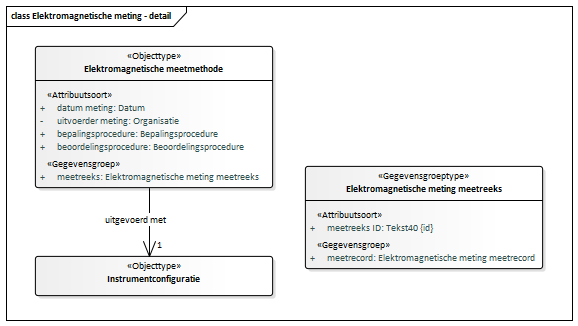 class Elektromagnetische meting - detail
«Objecttype»
Elektromagnetische meetmethode
«Attribuutsoort»
+ datum meting: Datum
- uitvoerder meting: Organisatie
+ bepalingsprocedure: Bepalingsprocedure
+ beoordelingsprocedure: Beoordelingsprocedure
«Gegevensgroep»
+ meetreeks: Elektromagnetische meting meetreeks
uitgevoerd met
1
«Objecttype»
Instrumentconfiguratie
«Gegevensgroeptype»
Elektromagnetische meting meetreeks
«Attribuutsoort»
+ meetreeks ID: Tekst40 {id}
«Gegevensgroep»
+ meetrecord: Elektromagnetische meting meetrecord